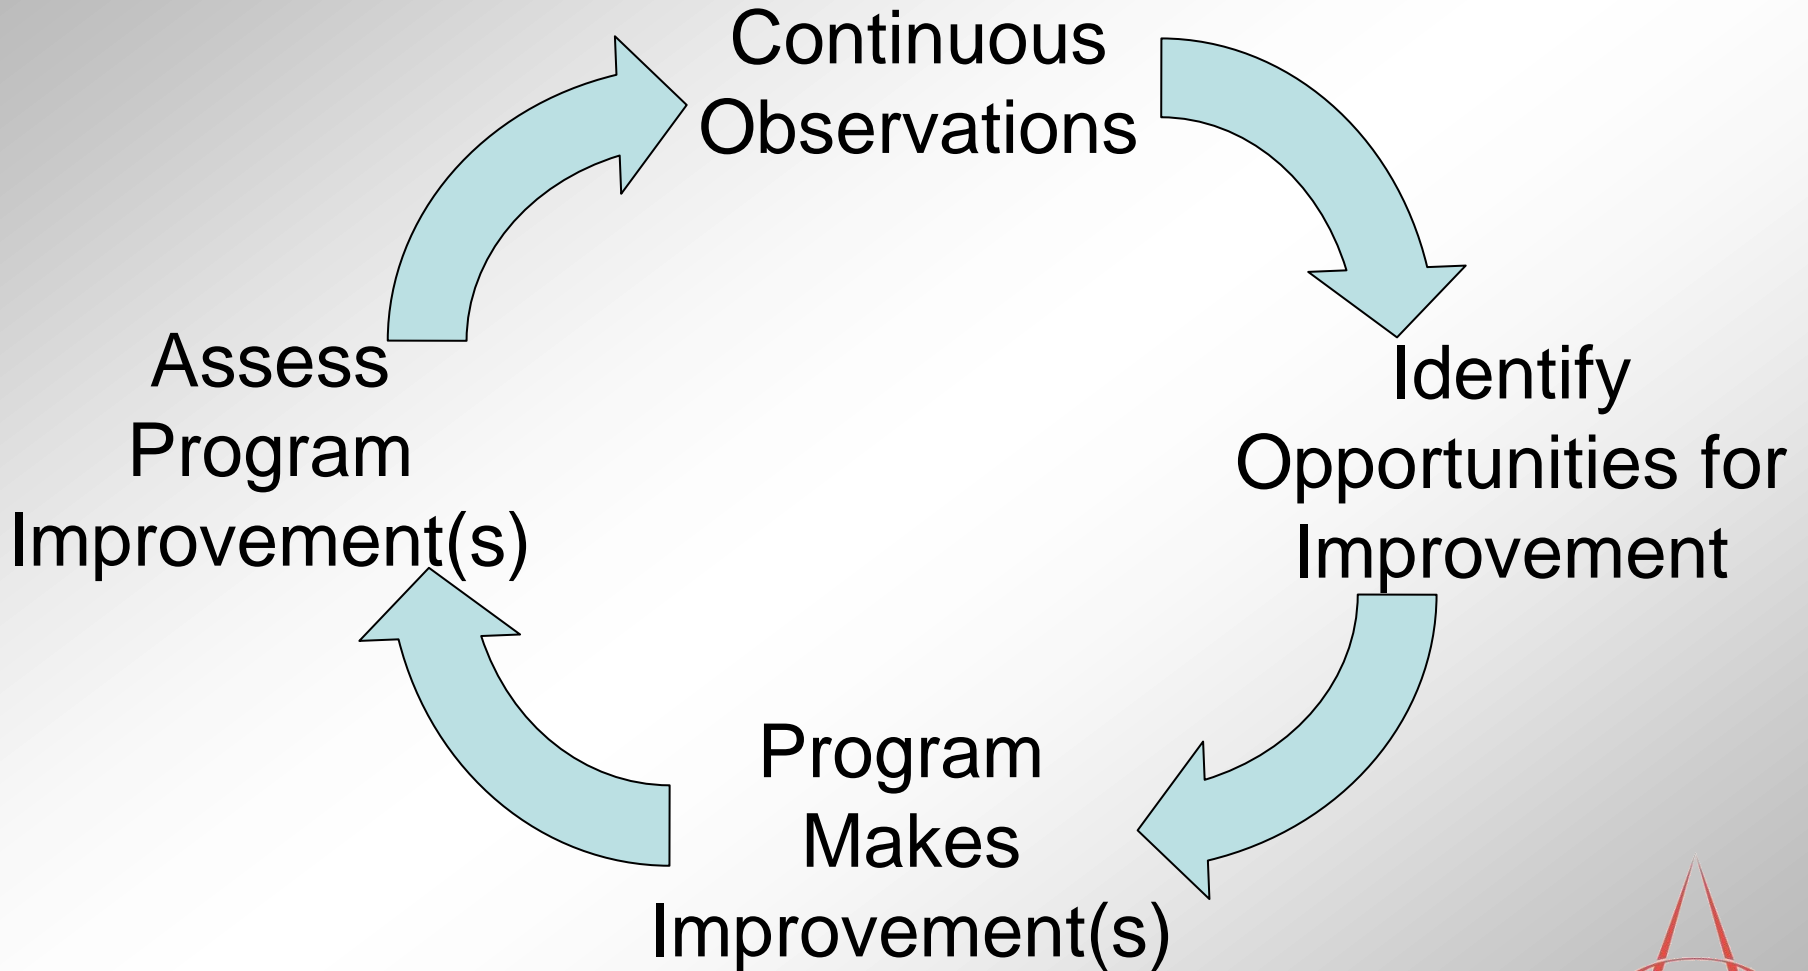 Continuous
Observations
Identify
Opportunities for
Improvement
Program
Makes
Improvement(s)
Assess
Program
Improvement(s)